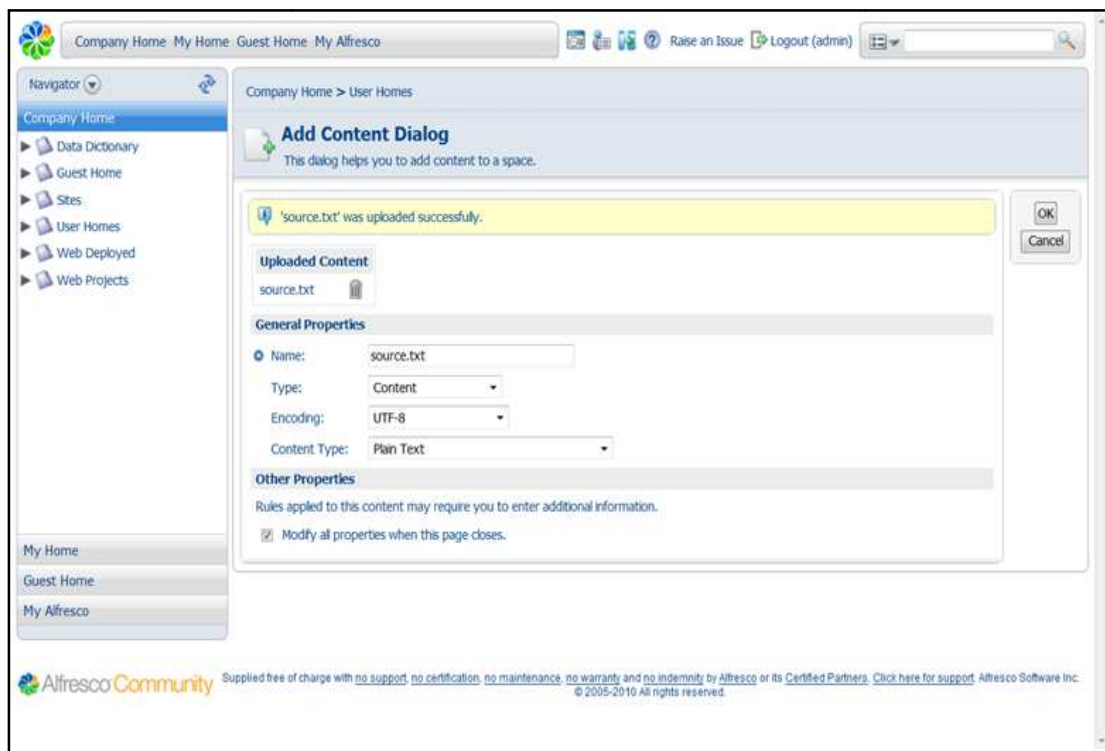 Company Home My Home Guest Home My Alfresco
Raise an Issue Logout (admin)
Navigator
Company Home
Data Dictionary
Guest Home
Sites
User Homes
Web Deployed
Web Projects
My Home
Guest Home
My Alfresco
Company Home > User Homes
Add Content Dialog
This dialog helps you to add content to a space.
'source.txt' was uploaded successfully.
OK
Cancel
Uploaded Content
source.txt
General Properties
Name: source.txt
Type: Content
Encoding: UTF-8
Content Type: Plain Text
Other Properties
Rules applied to this content may require you to enter additional information.
Modify all properties when this page closes.
Alfresco Community
Supplied free of charge with no support, no certification, no maintenance, no warranty and no indemnity by Alfresco or its Certified Partners. Click here for support. Alfresco Software Inc.
© 2005-2010 All rights reserved.